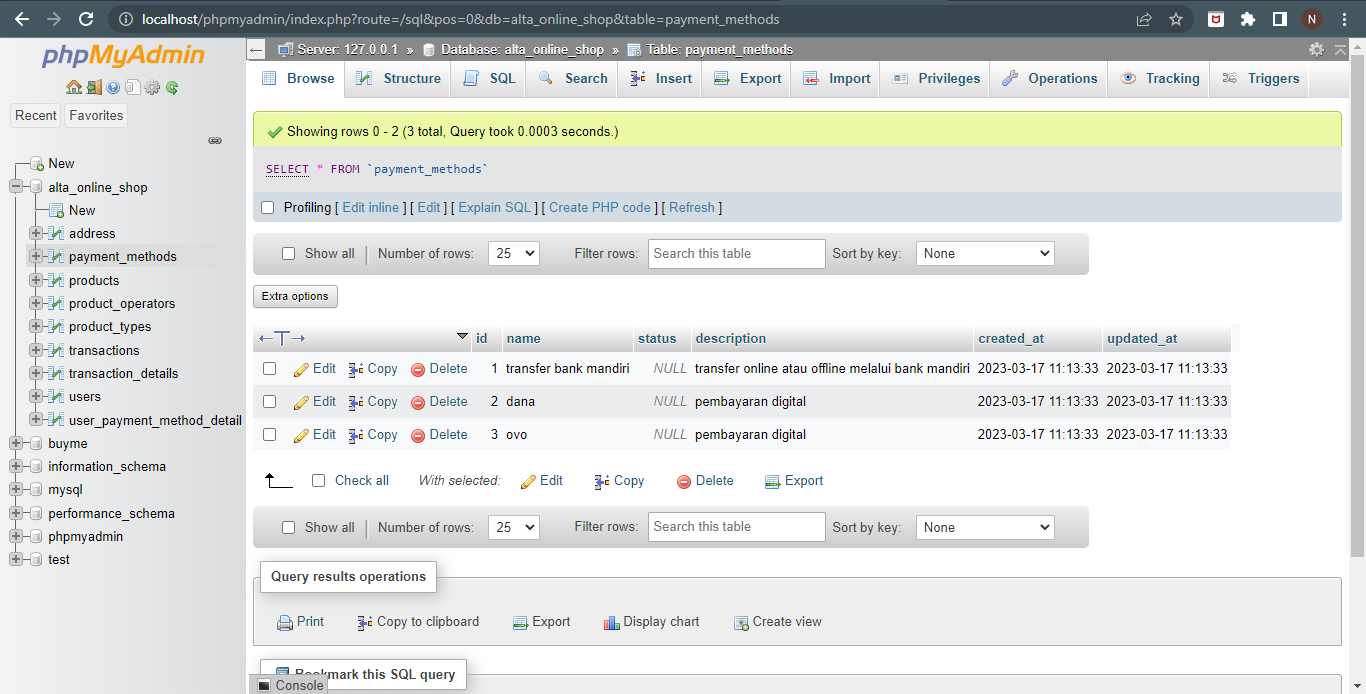 localhost/phpmyadmin/index.php?route=/sql&pos=0&db=alta_online_shop&table=payment_methods
N
phpMyAdmin
Recent Favorites
New
alta_online_shop
New
address
payment_methods
products
product_operators
product_types
transactions
transaction_details
users
user_payment_method_detail
buyme
information_schema
mysql
performance_schema
phpmyadmin
test
Server: 127.0.0.1 » Database: alta_online_shop » Table: payment_methods
Browse Structure SQL Search Insert Export Import Privileges Operations Tracking Triggers
Showing rows 0 - 2 (3 total, Query took 0.0003 seconds.)
SELECT * FROM `payment_methods`
Profiling [ Edit inline ] [ Edit ] [ Explain SQL ] [ Create PHP code ] [ Refresh ]
Show all Number of rows: 25 Filter rows: Search this table Sort by key: None
Extra options
←T→ id name status description created_at updated_at
Edit Copy Delete 1 transfer bank mandiri NULL transfer online atau offline melalui bank mandiri 2023-03-17 11:13:33 2023-03-17 11:13:33
Edit Copy Delete 2 dana NULL pembayaran digital 2023-03-17 11:13:33 2023-03-17 11:13:33
Edit Copy Delete 3 ovo NULL pembayaran digital 2023-03-17 11:13:33 2023-03-17 11:13:33
Check all With selected: Edit Copy Delete Export
Show all Number of rows: 25 Filter rows: Search this table Sort by key: None
Query results operations
Print Copy to clipboard Export Display chart Create view
Bookmark this SQL query
Console